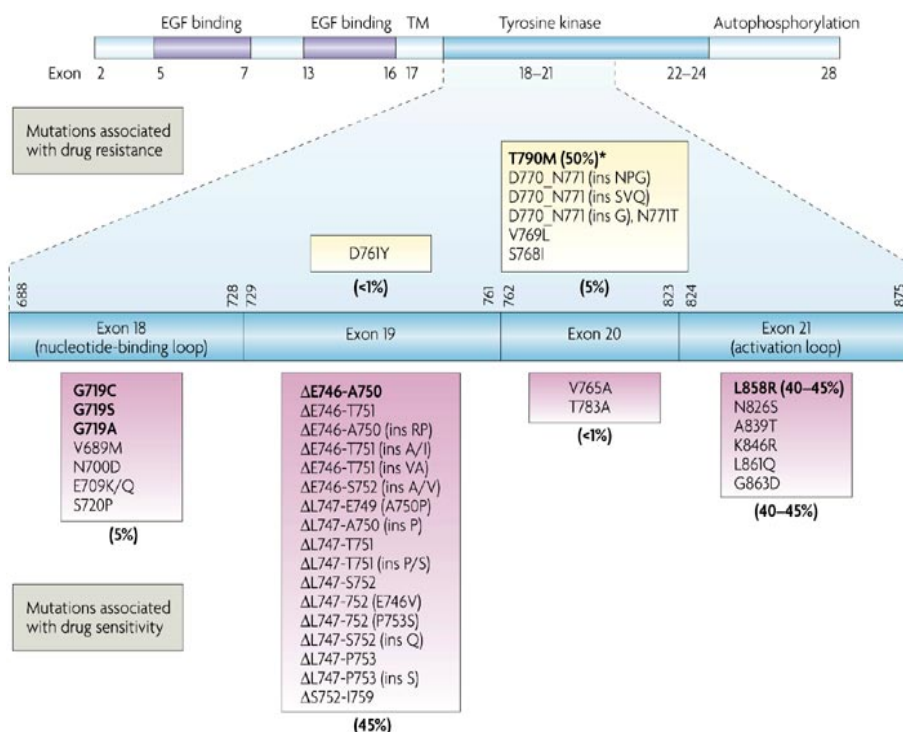 EGF binding
EGF binding
TM
Tyrosine kinase
Autophosphorylation
Exon 2 5 7 13 16 17 18–21 22–24 28
Mutations associated
with drug resistance
T790M (50%)*
D770_N771 (ins NPG)
D770_N771 (ins SVQ)
D770_N771 (ins G), N771T
V769L
S768I
(5%)
D761Y
(<1%)
688 728 729 761 762 823 824 875
Exon 18
(nucleotide-binding loop)
Exon 19
Exon 20
Exon 21
(activation loop)
G719C
G719S
G719A
V689M
N700D
E709K/Q
S720P
(5%)
ΔE746-A750
ΔE746-T751
ΔE746-A750 (ins RP)
ΔE746-T751 (ins A/I)
ΔE746-T751 (ins VA)
ΔE746-S752 (ins A/V)
ΔL747-E749 (A750P)
ΔL747-A750 (ins P)
ΔL747-T751
ΔL747-T751 (ins P/S)
ΔL747-S752
ΔL747-752 (E746V)
ΔL747-752 (P753S)
ΔL747-S752 (ins Q)
ΔL747-P753
ΔL747-P753 (ins S)
ΔS752-I759
(45%)
V765A
T783A
(<1%)
L858R (40–45%)
N826S
A839T
K846R
L861Q
G863D
(40–45%)
Mutations associated
with drug sensitivity